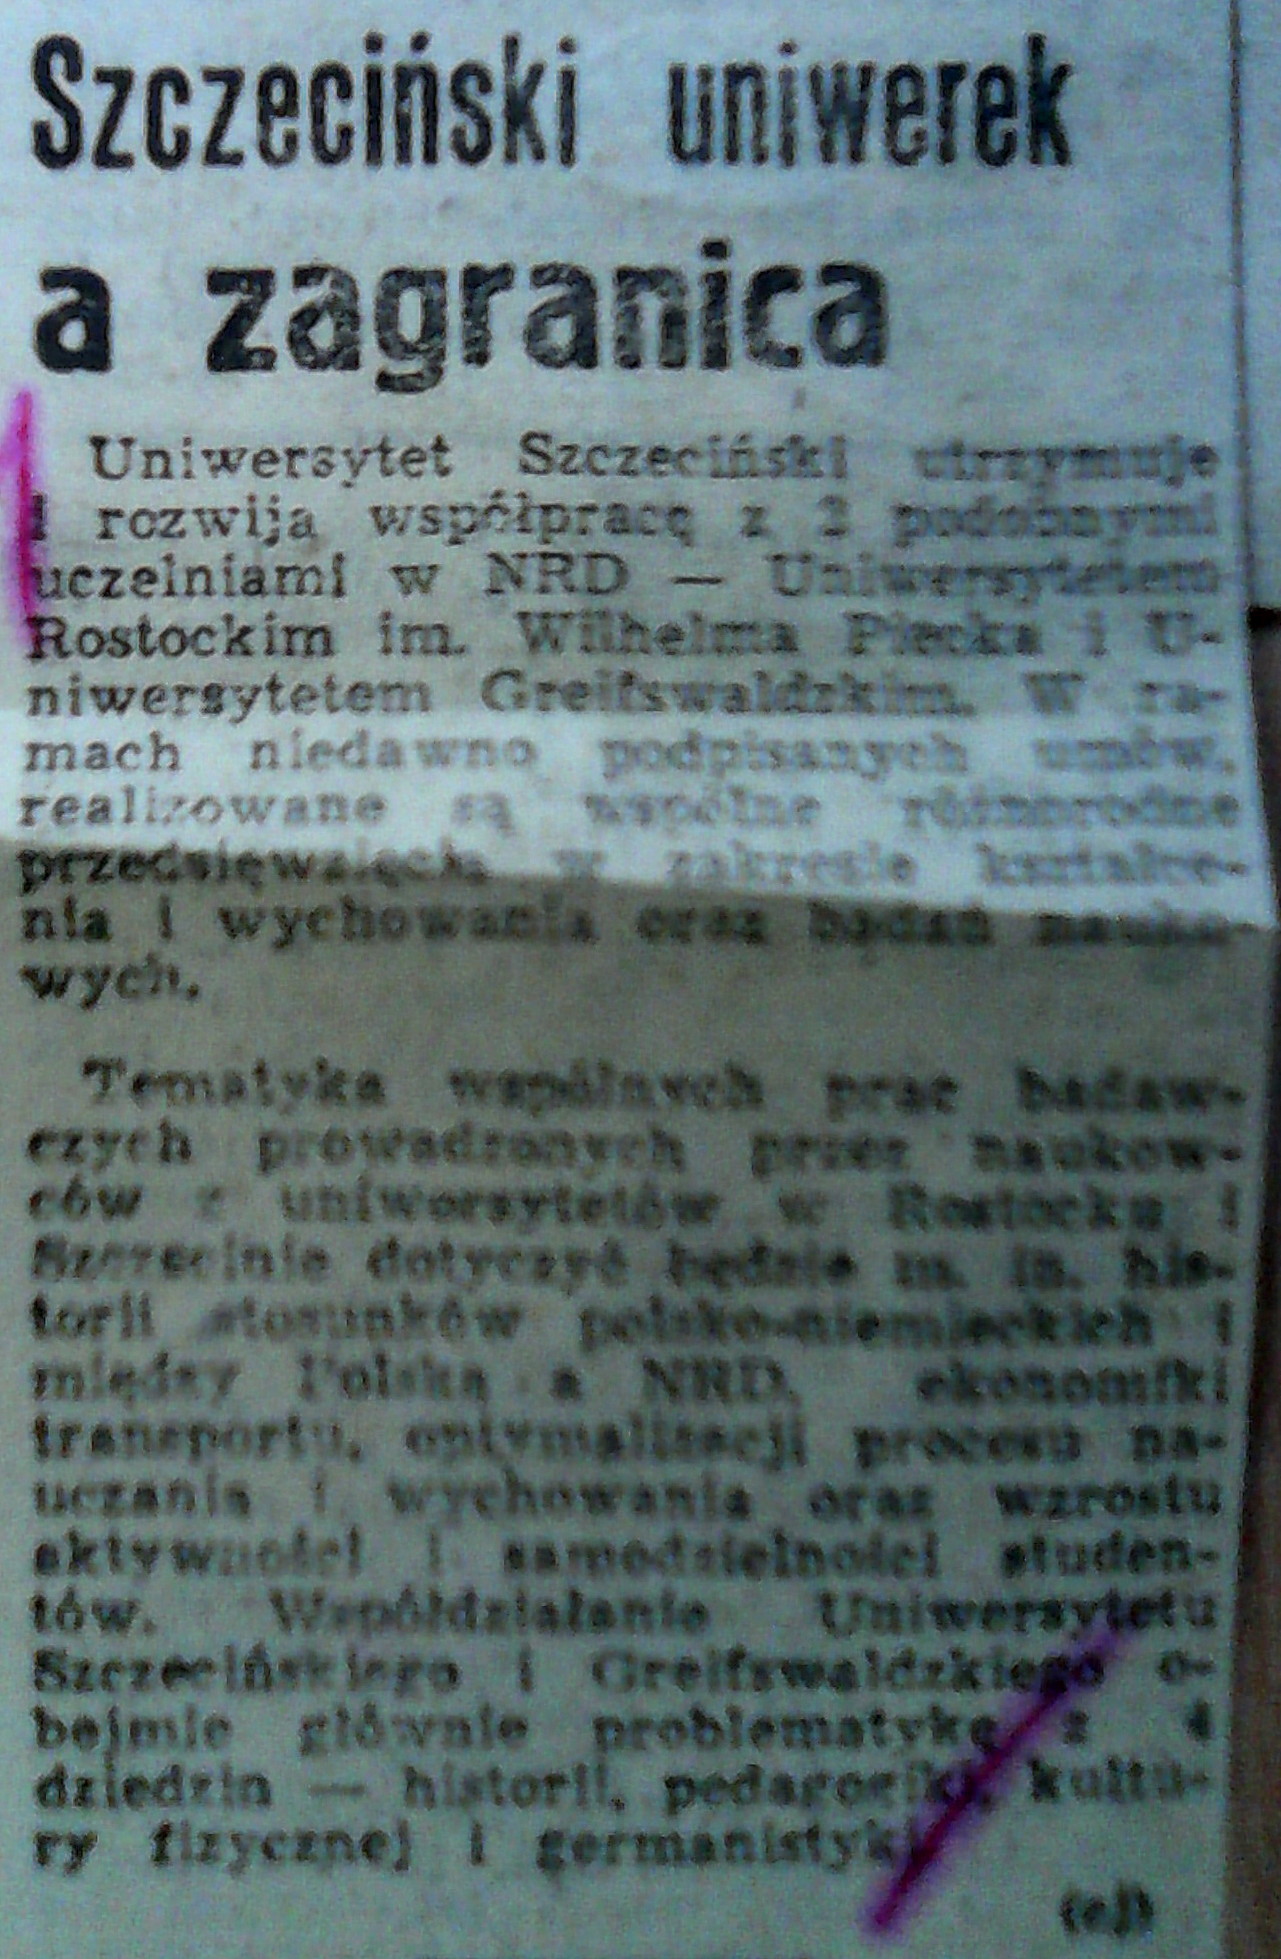 Szczeciński uniwerek
a zagranica
Uniwersytet Szczeciński utrzymuje
i rozwija współpracę z 2 podobnymi
uczelniami w NRD — Uniwersytetem
Rostockim im. Wilhelma Piecka i U-
niwersytetem Greifswaldzkim. W ra-
mach niedawno podpisanych umów,
realizowane są wspólne różnorodne
przedsięwzięcia w zakresie kształce-
nia i wychowania oraz badań nauko
wych.
Tematyka wspólnych prac badaw-
czych prowadzonych przez naukow-
ców z uniwersytetów w Rostocku i
Szczecinie dotyczyć będzie m. in. his-
torii stosunków polsko-niemieckich i
między Polską a NRD, ekonomiki
transportu, optymalizacji procesu na-
uczania i wychowania oraz wzrostu
aktywności i samodzielności studen-
tów. Współdziałanie Uniwersytetu
Szczecińskiego i Greifswaldzkiego o-
bejmie głównie problematykę z 4
dziedzin — historii, pedagogiki, kultu-
ry fizycznej i germanistyki
(ej)